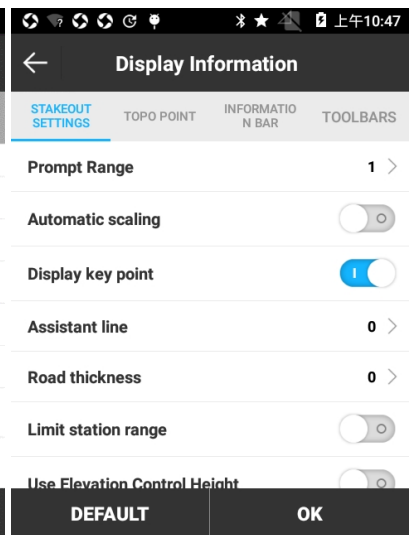 上午10:47
Display Information
STAKEOUT SETTINGS
TOPO POINT
INFORMATIO
N BAR
TOOLBARS
Prompt Range 1
Automatic scaling
Display key point
Assistant line 0
Road thickness 0
Limit station range
Use Elevation Control Height
DEFAULT OK